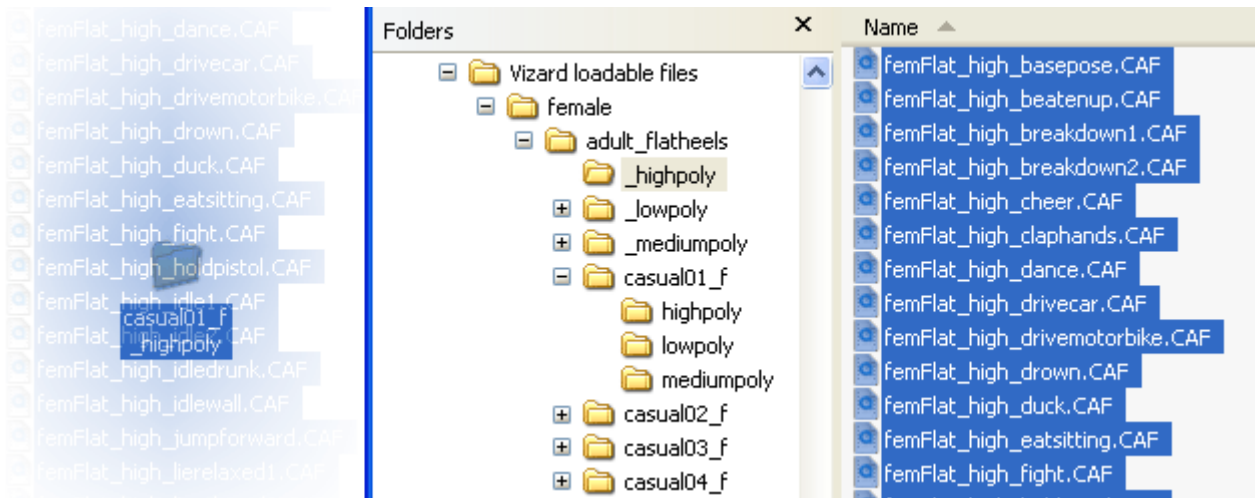 femFlat_high_dance.CAF
femFlat_high_drivecar.CAF
femFlat_high_drivemotorbike.CAF
femFlat_high_drown.CAF
femFlat_high_duck.CAF
femFlat_high_eatsitting.CAF
femFlat_high_fight.CAF
femFlat_high_holdpistol.CAF
femFlat_high_idle1.CAF
casual01_f
_highpoly
femFlat_high_idledrunk.CAF
femFlat_high_idlewall.CAF
femFlat_high_jumpforward.CAF
femFlat_high_lierelaxed1.CAF
Folders
Vizard loadable files
female
adult_flatheels
_highpoly
_lowpoly
_mediumpoly
casual01_f
highpoly
lowpoly
mediumpoly
casual02_f
casual03_f
casual04_f
Name
femFlat_high_basepose.CAF
femFlat_high_beatenup.CAF
femFlat_high_breakdown1.CAF
femFlat_high_breakdown2.CAF
femFlat_high_cheer.CAF
femFlat_high_claphands.CAF
femFlat_high_dance.CAF
femFlat_high_drivecar.CAF
femFlat_high_drivemotorbike.CAF
femFlat_high_drown.CAF
femFlat_high_duck.CAF
femFlat_high_eatsitting.CAF
femFlat_high_fight.CAF